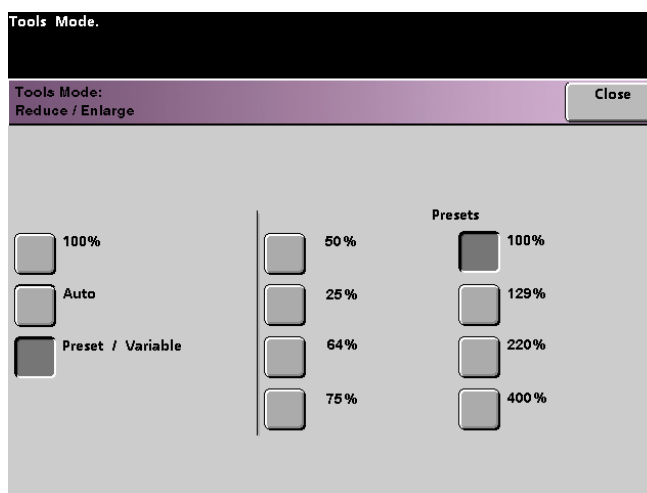 Tools Mode.
Tools Mode:
Reduce / Enlarge
Close
100%
Auto
Preset / Variable
Presets
50%
25%
64%
75%
100%
129%
220%
400%